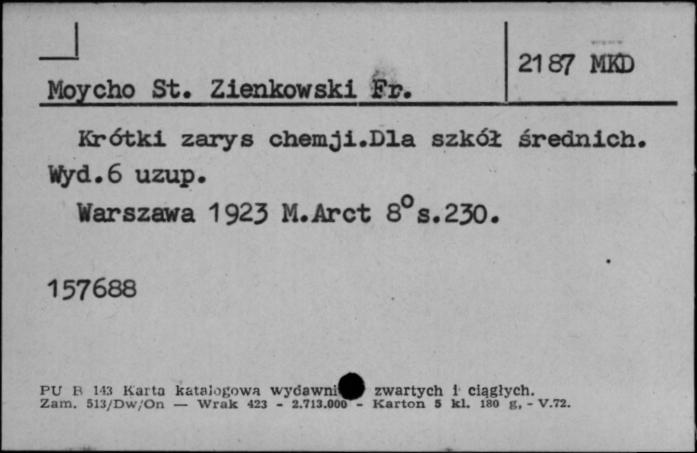 2187 MKD
Moycho St. Zienkowski Fr.
Krótki zarys chemji.Dla szkół średnich.
Wyd.6 uzup.
Warszawa 1923 M.Arct 8° s.230.
157688
PU B 143 Karta katalogowa wydawni zwartych i ciągłych.
Zam. 513/Dw/On — Wrak 423 - 2.713.000 - Karton 5 kl. 180 g, - V.72.